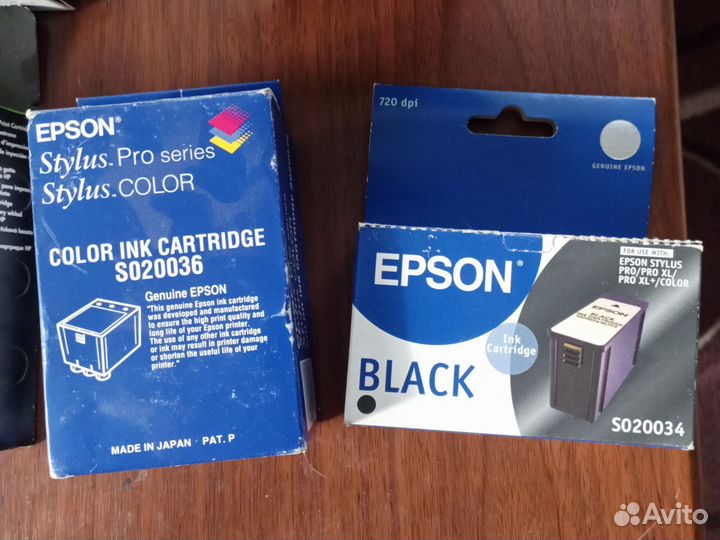 EPSON®
Stylus™ Pro series
Stylus™ COLOR
COLOR INK CARTRIDGE
S020036
Genuine EPSON
"This genuine Epson ink cartridge
was developed and manufactured
to ensure the high print quality and
long life of your Epson printer.
The use of any other ink cartridge
or ink may result in printer damage
or shorten the useful life of your
printer."
MADE IN JAPAN PAT. P
720 dpi
GENUINE EPSON
EPSON®
FOR USE WITH:
EPSON STYLUS
PRO/PRO XL/
PRO XL+/COLOR
Ink
Cartridge
EPSON
BLACK
BLACK
S020034
Avito